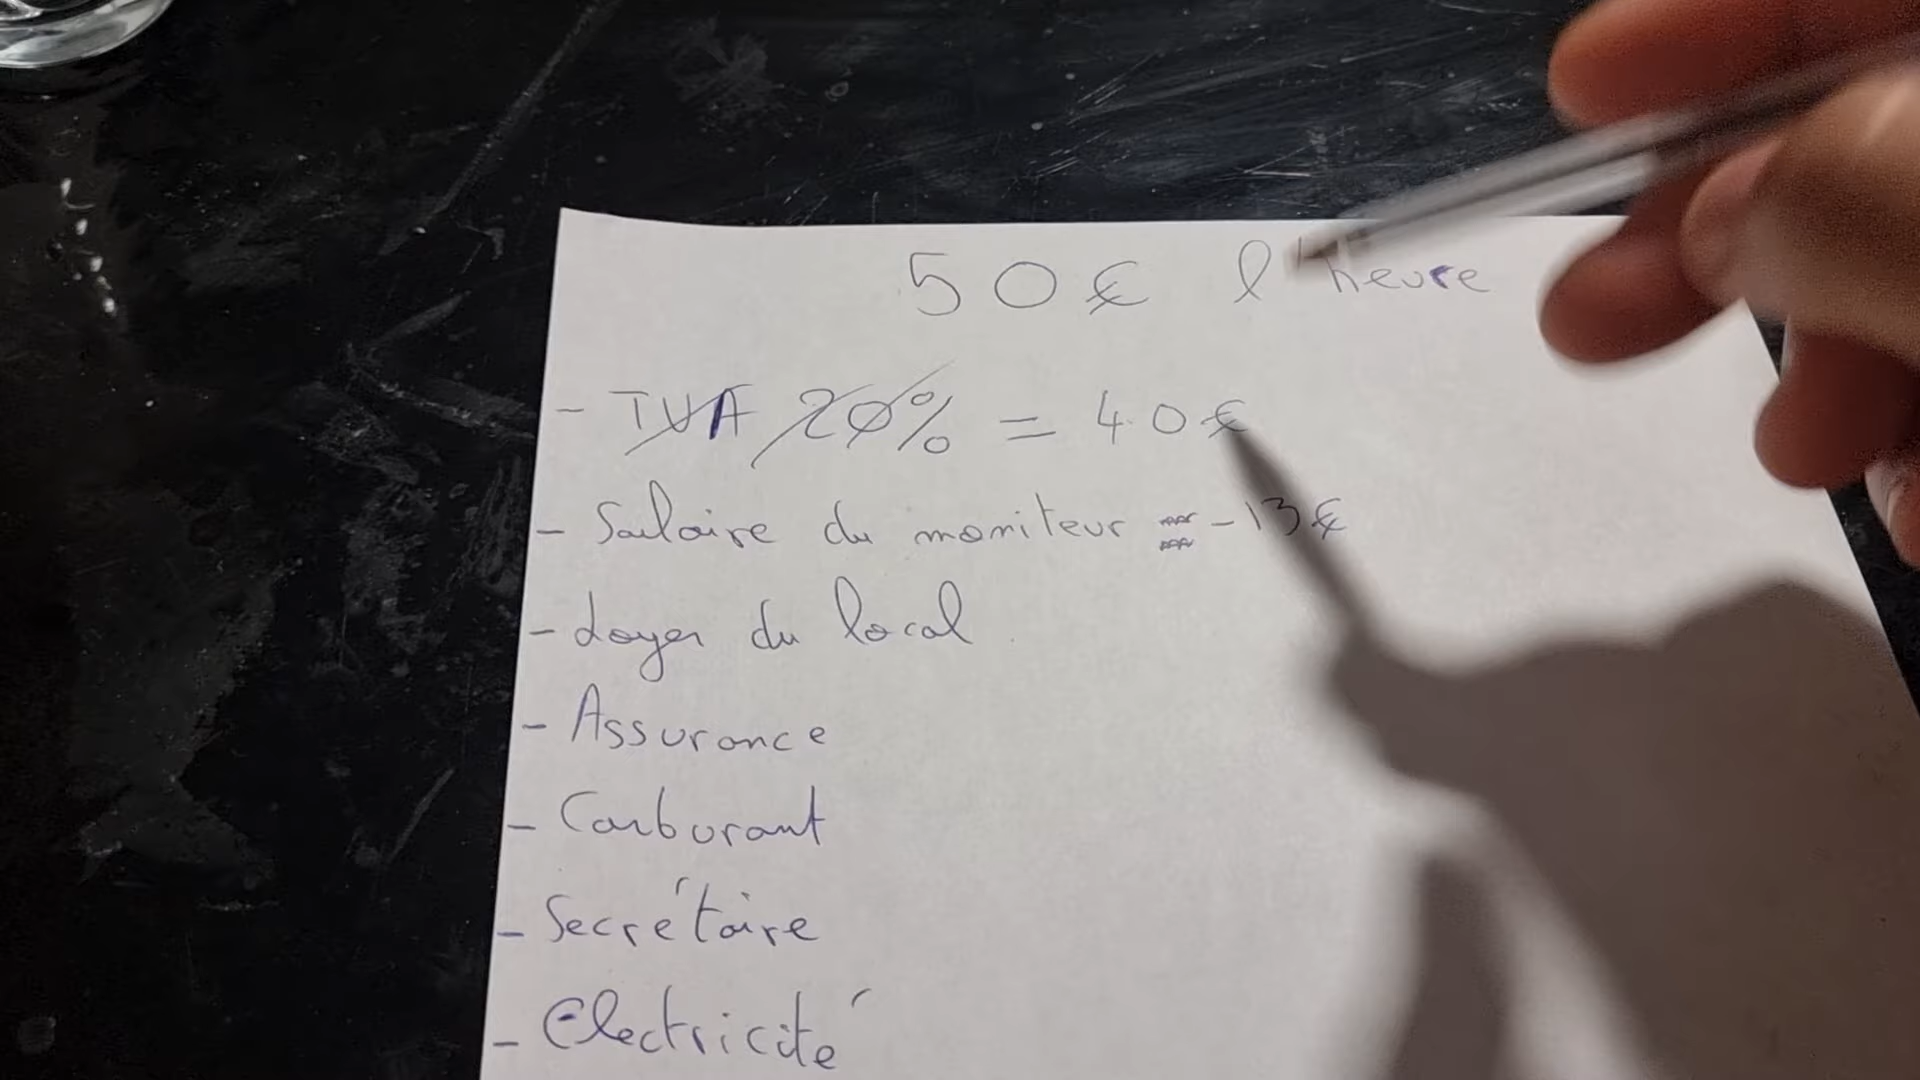 50€ l'heure
- TVA 20% = 40€
- Salaire du moniteur = -13€
- Loyer du local
- Assurance
- Carburant
- Secrétaire
- Electricité